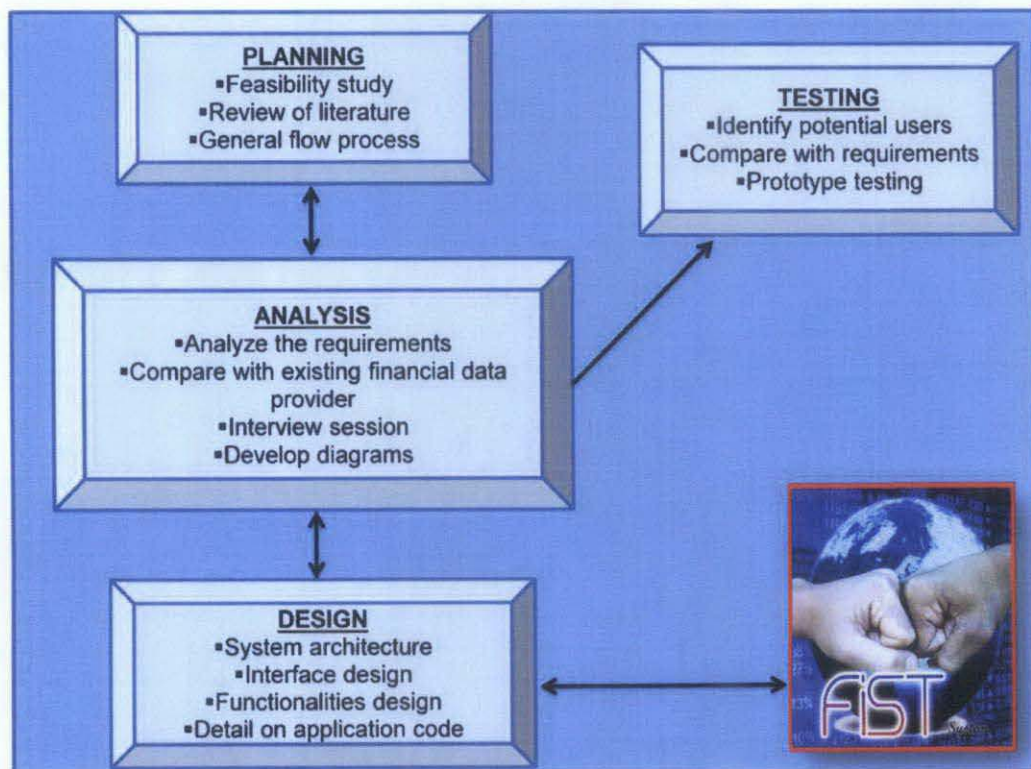 PLANNING
▪Feasibility study
▪Review of literature
▪General flow process
TESTING
▪Identify potential users
▪Compare with requirements
▪Prototype testing
ANALYSIS
▪Analyze the requirements
▪Compare with existing financial data
provider
▪Interview session
▪Develop diagrams
DESIGN
▪System architecture
▪Interface design
▪Functionalities design
▪Detail on application code
FiST